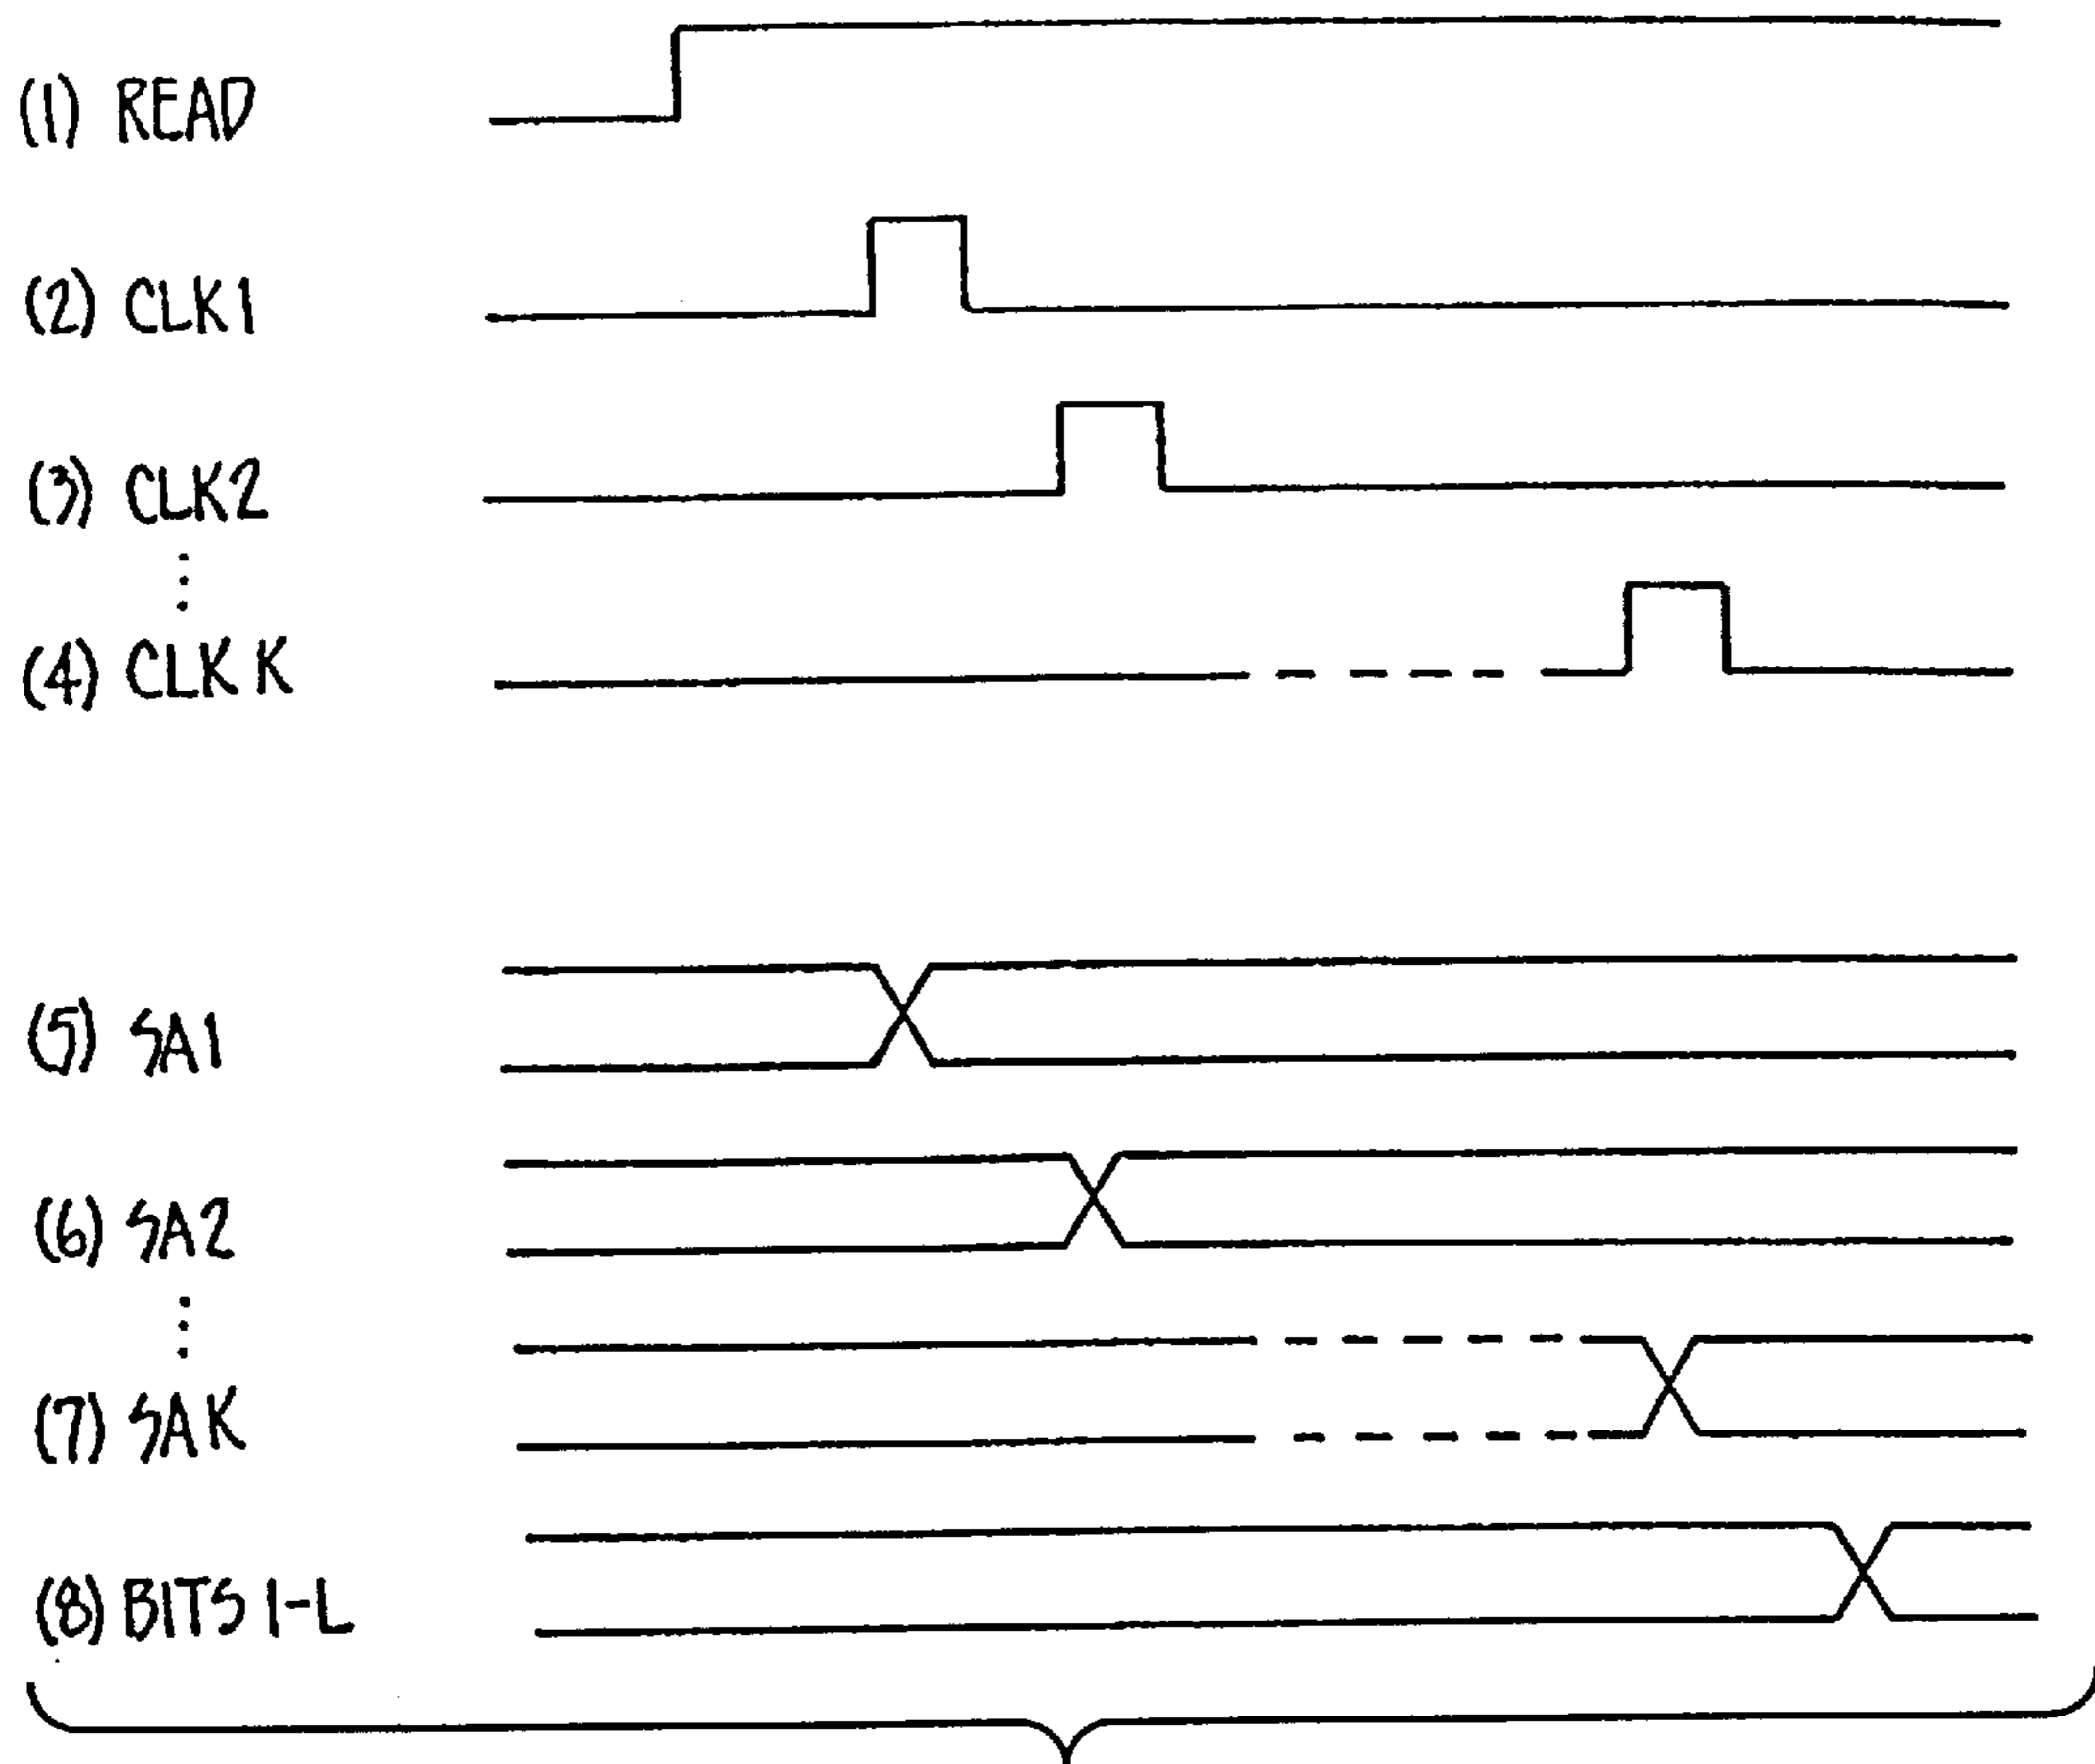 (1) READ
(2) CLK1
(3) CLK2
(4) CLK K
(5) SA1
(6) SA2
(7) SAK
(8) BITS 1-L